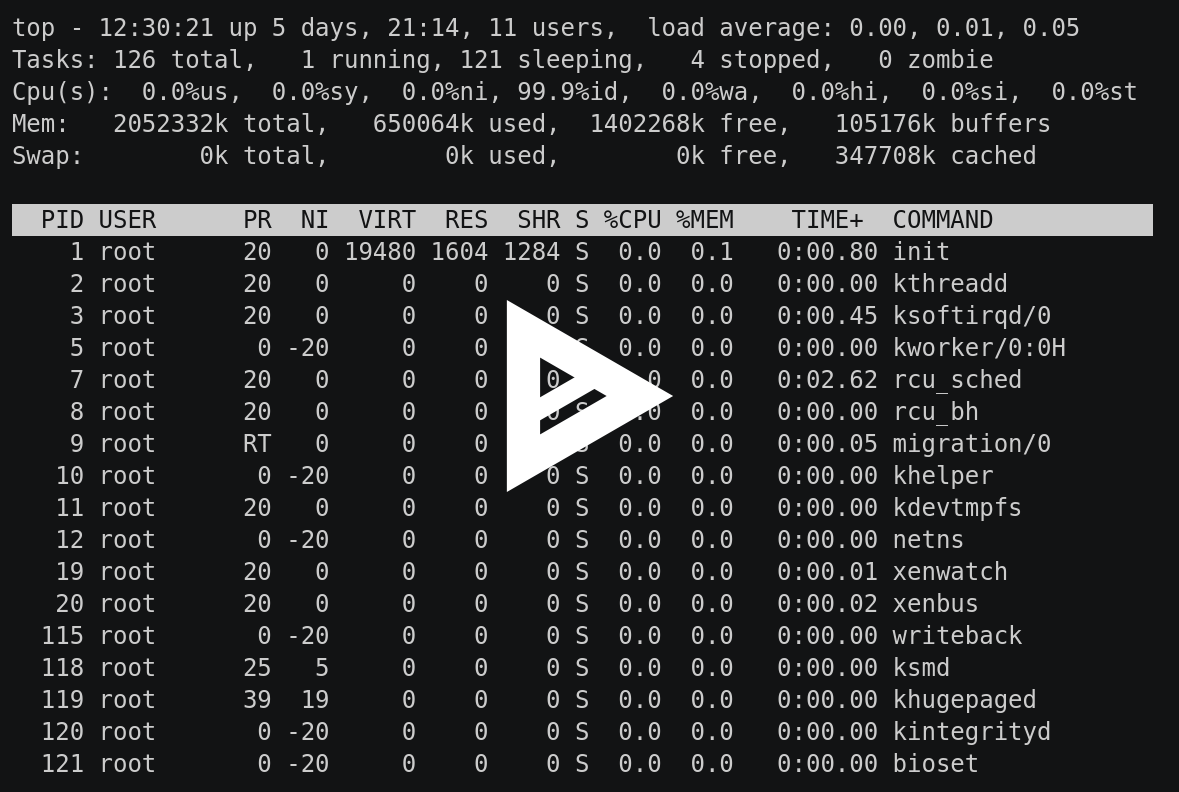 top - 12:30:21 up 5 days, 21:14, 11 users,  load average: 0.00, 0.01, 0.05
Tasks: 126 total,   1 running, 121 sleeping,   4 stopped,   0 zombie
Cpu(s):  0.0%us,  0.0%sy,  0.0%ni, 99.9%id,  0.0%wa,  0.0%hi,  0.0%si,  0.0%st
Mem:   2052332k total,   650064k used,  1402268k free,   105176k buffers
Swap:        0k total,        0k used,        0k free,   347708k cached
  PID USER      PR  NI  VIRT  RES  SHR S %CPU %MEM    TIME+  COMMAND
    1 root      20   0 19480 1604 1284 S  0.0  0.1   0:00.80 init
    2 root      20   0     0    0    0 S  0.0  0.0   0:00.00 kthreadd
    3 root      20   0     0    0    0 S  0.0  0.0   0:00.45 ksoftirqd/0
    5 root       0 -20     0    0         0.0  0.0   0:00.00 kworker/0:0H
    7 root      20   0     0    0    0         0.0   0:02.62 rcu_sched
    8 root      20   0     0    0             0.0   0:00.00 rcu_bh
    9 root      RT   0     0    0         0.0  0.0   0:00.05 migration/0
   10 root       0 -20     0    0    0 S  0.0  0.0   0:00.00 khelper
   11 root      20   0     0    0    0 S  0.0  0.0   0:00.00 kdevtmpfs
   12 root       0 -20     0    0    0 S  0.0  0.0   0:00.00 netns
   19 root      20   0     0    0    0 S  0.0  0.0   0:00.01 xenwatch
   20 root      20   0     0    0    0 S  0.0  0.0   0:00.02 xenbus
  115 root       0 -20     0    0    0 S  0.0  0.0   0:00.00 writeback
  118 root      25   5     0    0    0 S  0.0  0.0   0:00.00 ksmd
  119 root      39  19     0    0    0 S  0.0  0.0   0:00.00 khugepaged
  120 root       0 -20     0    0    0 S  0.0  0.0   0:00.00 kintegrityd
  121 root       0 -20     0    0    0 S  0.0  0.0   0:00.00 bioset